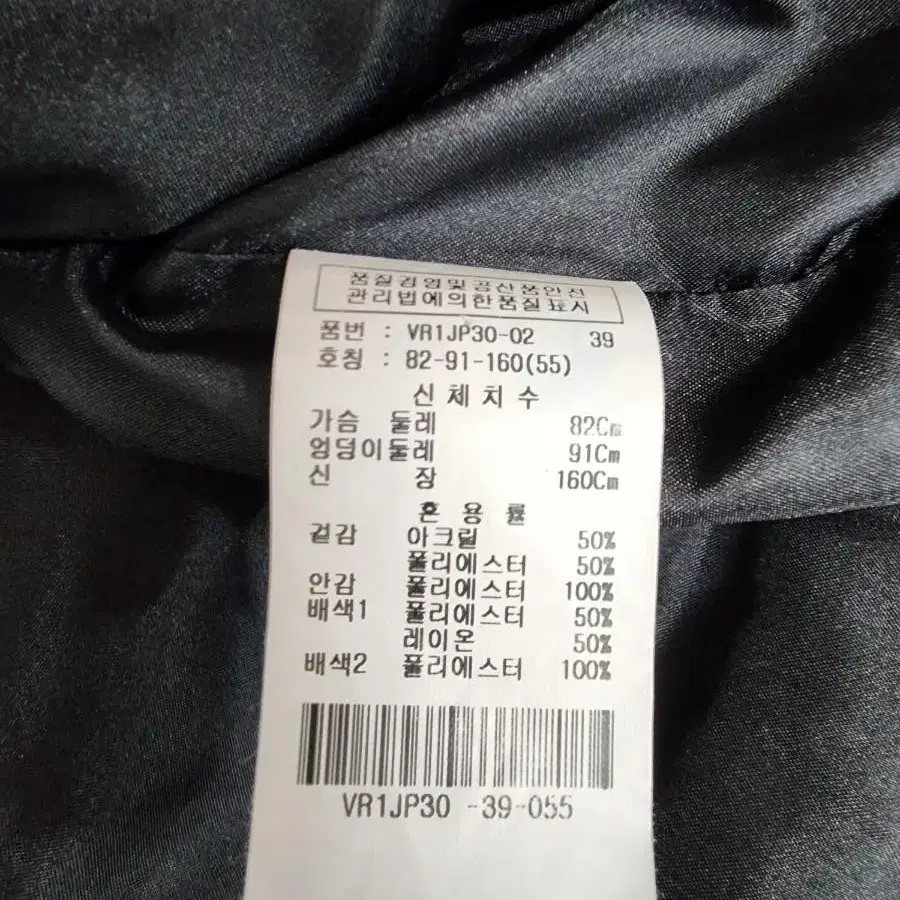 품질경영및공산품안전
관리법에의한품질표시
품번 : VR1JP30-02 39
호칭 : 82-91-160(55)
신체치수
가슴 둘레 82Cm
엉덩이둘레 91Cm
신 장 160Cm
혼용률
겉감 아크릴 50%
폴리에스터 50%
안감 폴리에스터 100%
배색1 폴리에스터 50%
레이온 50%
배색2 폴리에스터 100%
VR1JP30 -39-055